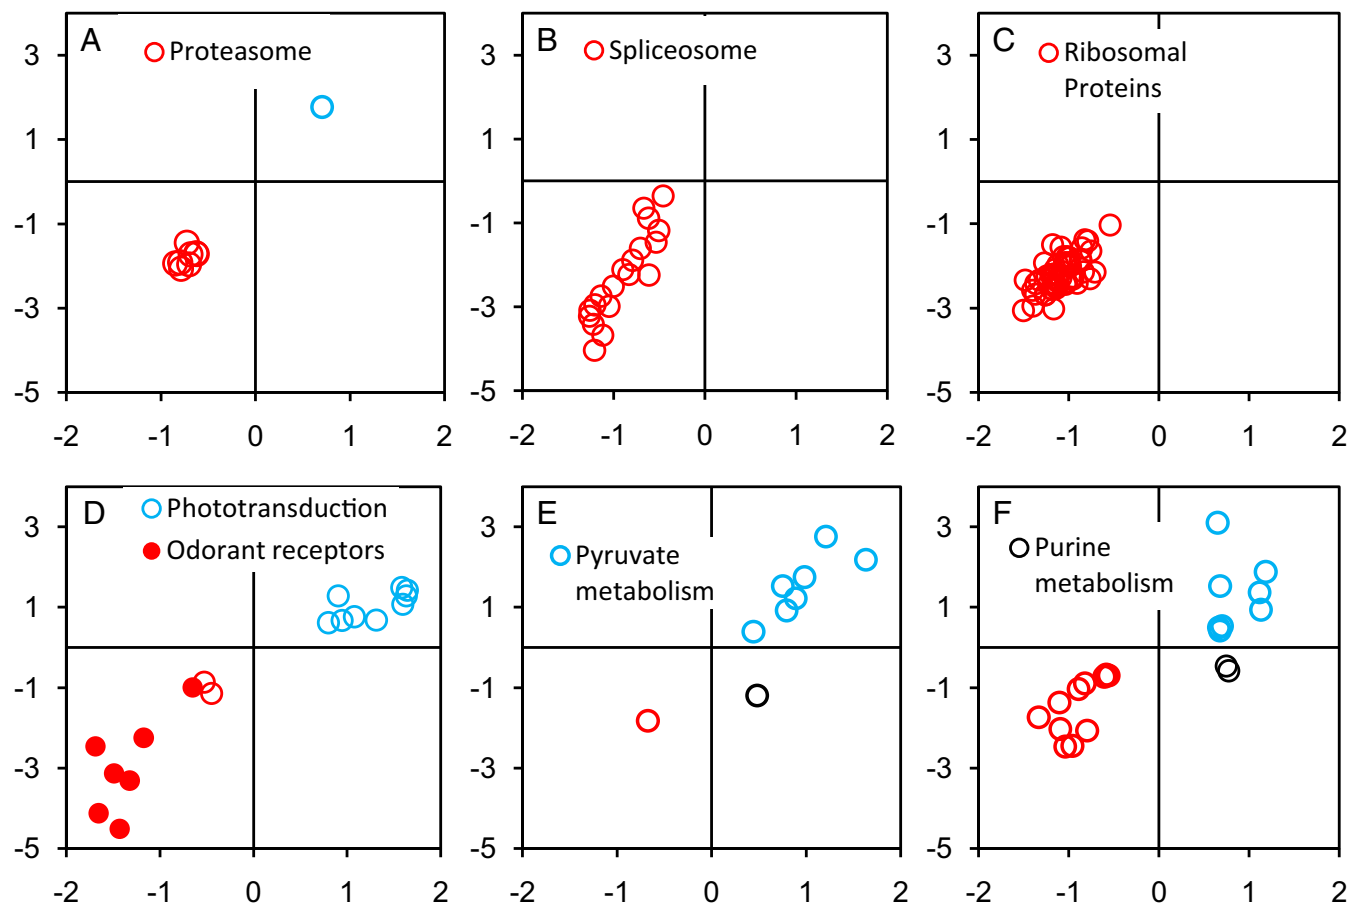 A
Proteasome
3
1
-1
-3
-5
-2 -1 0 1 2
B
Spliceosome
3
1
-1
-3
-5
-2 -1 0 1 2
C
Ribosomal
Proteins
3
1
-1
-3
-5
-2 -1 0 1 2
D
Phototransduction
Odorant receptors
3
1
-1
-3
-5
-2 -1 0 1 2
E
Pyruvate
metabolism
3
1
-1
-3
-5
-2 -1 0 1 2
F
Purine
metabolism
3
1
-1
-3
-5
-2 -1 0 1 2